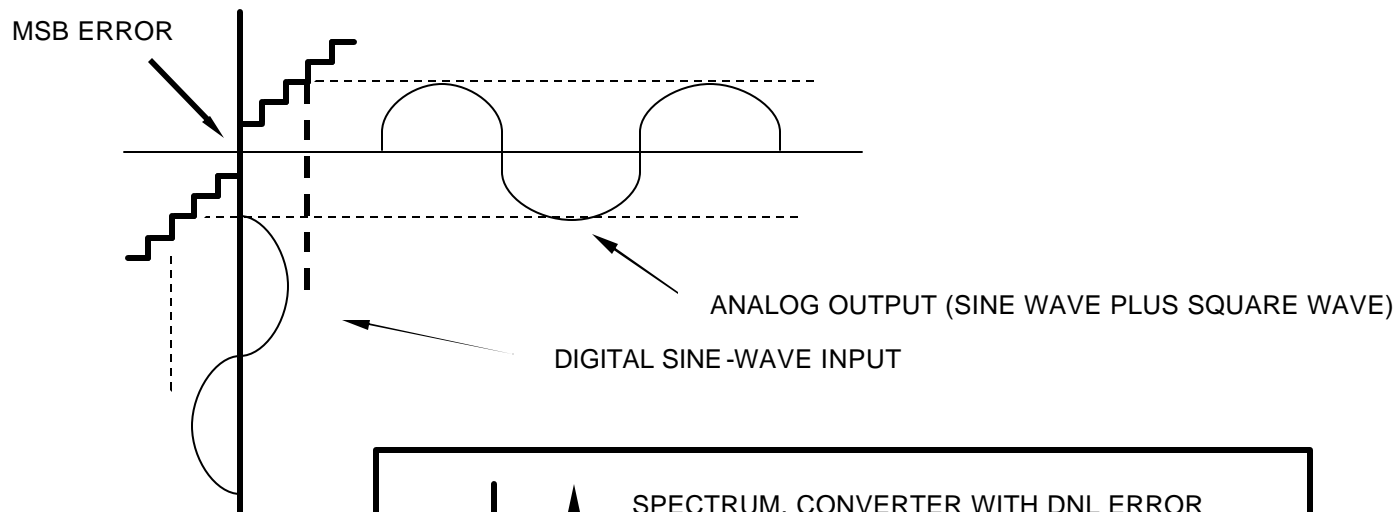 MSB ERROR
ANALOG OUTPUT (SINE WAVE PLUS SQUARE WAVE)
DIGITAL SINE-WAVE INPUT
SPECTRUM, CONVERTER WITH DNL ERROR